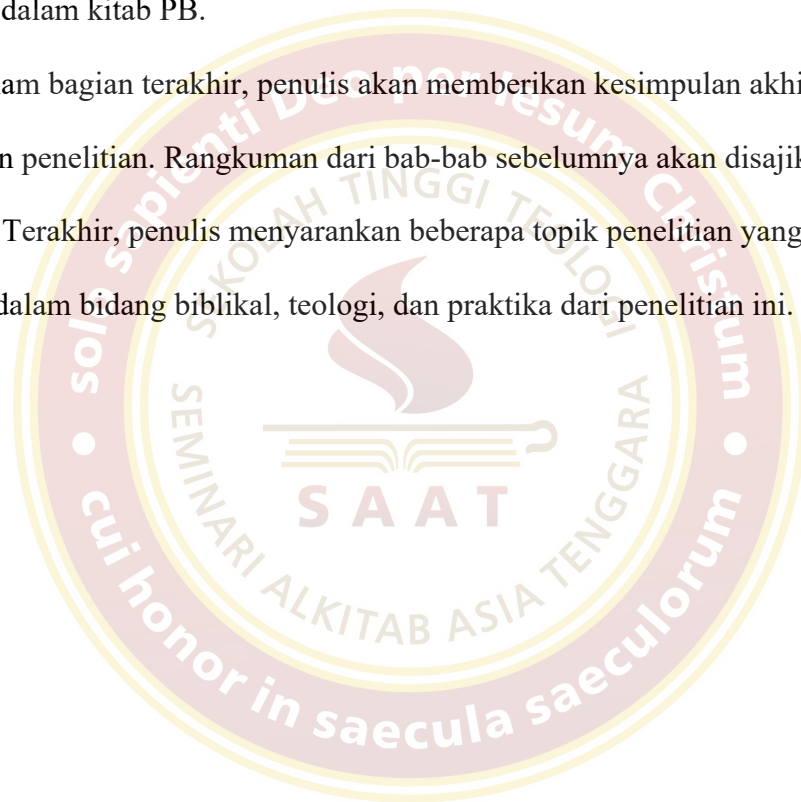 dalam kitab PB.
am bagian terakhir, penulis akan memberikan kesimpulan akhi
n penelitian. Rangkuman dari bab-bab sebelumnya akan disajik
Terakhir, penulis menyarankan beberapa topik penelitian yang
dalam bidang biblikal, teologi, dan praktika dari penelitian ini.
solo sapienti Deo per Iesum Christum
SEKOLAH TINGGI TEOLOGI
SAAT
SEMINARI ALKITAB ASIA TENGGARA
cui honor in saecula saeculorum